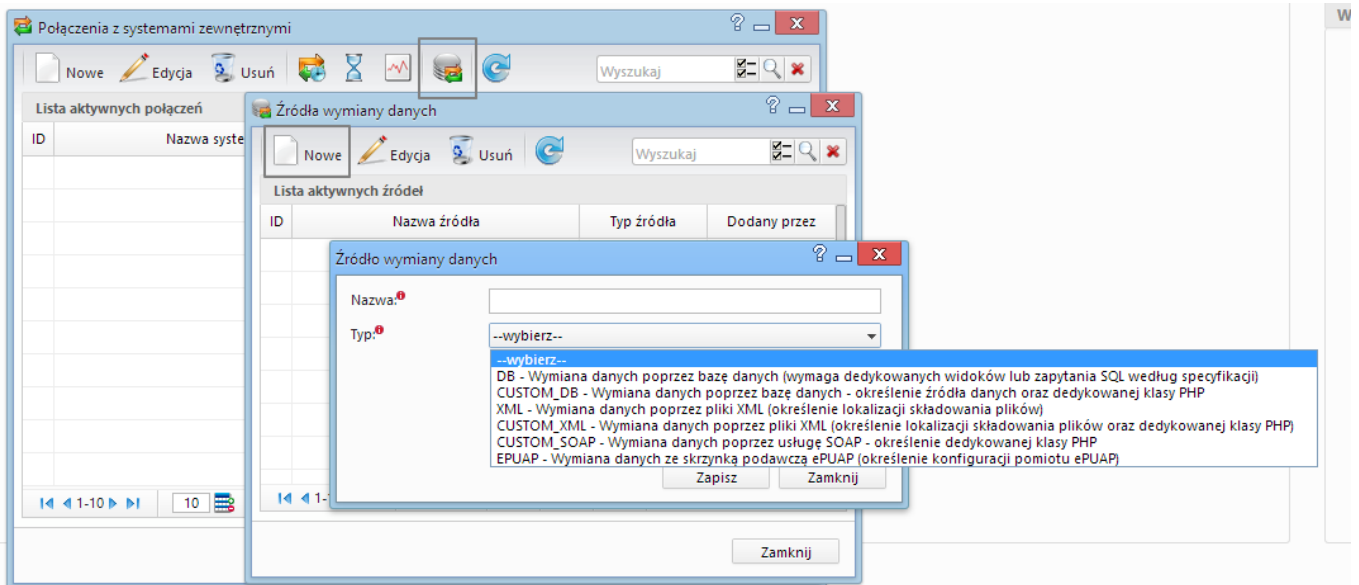 Połączenia z systemami zewnętrznymi
Nowe Edycja Usuń Wyszukaj
Lista aktywnych połączeń
ID Nazwa syste
1-10 10
Źródła wymiany danych
Nowe Edycja Usuń Wyszukaj
Lista aktywnych źródeł
ID Nazwa źródła Typ źródła Dodany przez
Źródło wymiany danych
Nazwa:
Typ: --wybierz--
--wybierz--
DB - Wymiana danych poprzez bazę danych (wymaga dedykowanych widoków lub zapytania SQL według specyfikacji)
CUSTOM_DB - Wymiana danych poprzez bazę danych - określenie źródła danych oraz dedykowanej klasy PHP
XML - Wymiana danych poprzez pliki XML (określenie lokalizacji składowania plików)
CUSTOM_XML - Wymiana danych poprzez pliki XML (określenie lokalizacji składowania plików oraz dedykowanej klasy PHP)
CUSTOM_SOAP - Wymiana danych poprzez usługę SOAP - określenie dedykowanej klasy PHP
EPUAP - Wymiana danych ze skrzynką podawczą ePUAP (określenie konfiguracji pomiotu ePUAP)
Zapisz Zamknij
1-
Zamknij
W